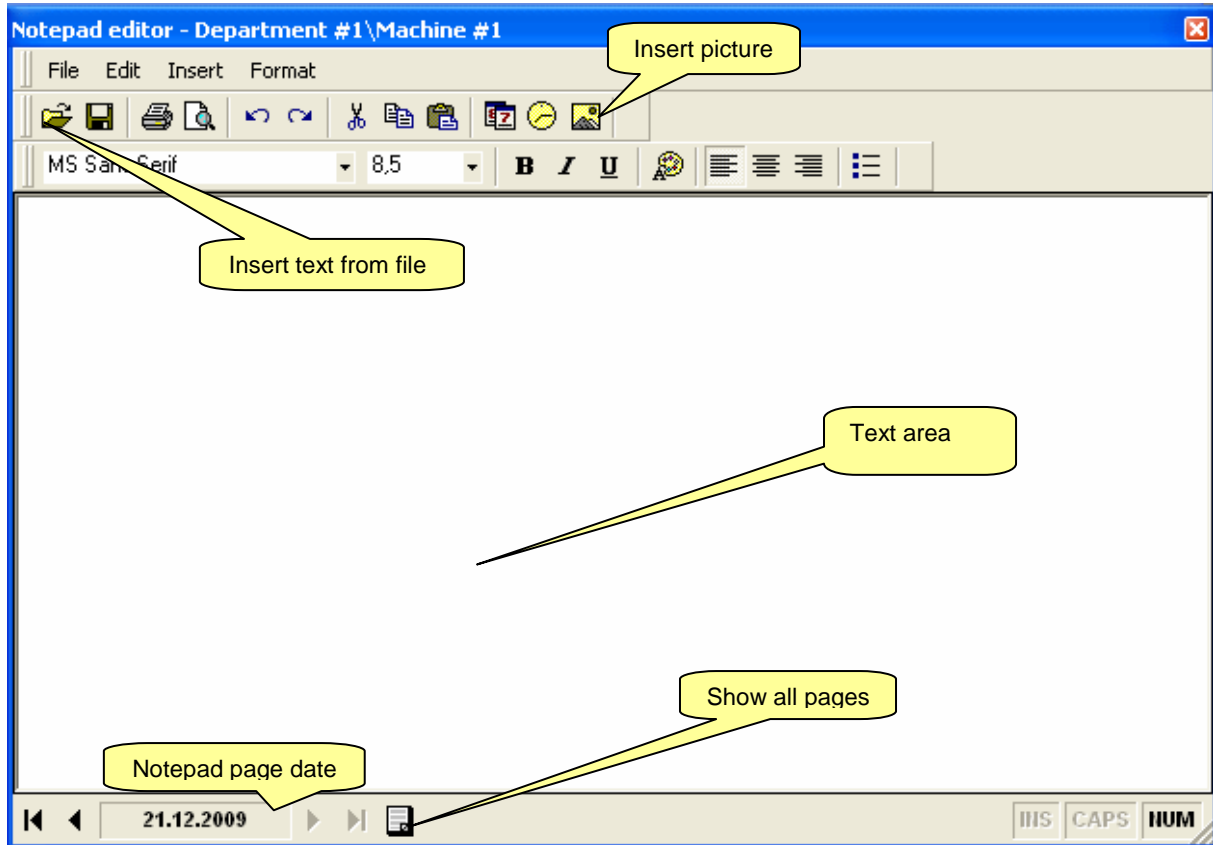 Notepad editor - Department #1\Machine #1
Insert picture
File Edit Insert Format
MS Sans Serif 8,5 B I U
Insert text from file
Text area
Show all pages
Notepad page date
21.12.2009 INS CAPS NUM